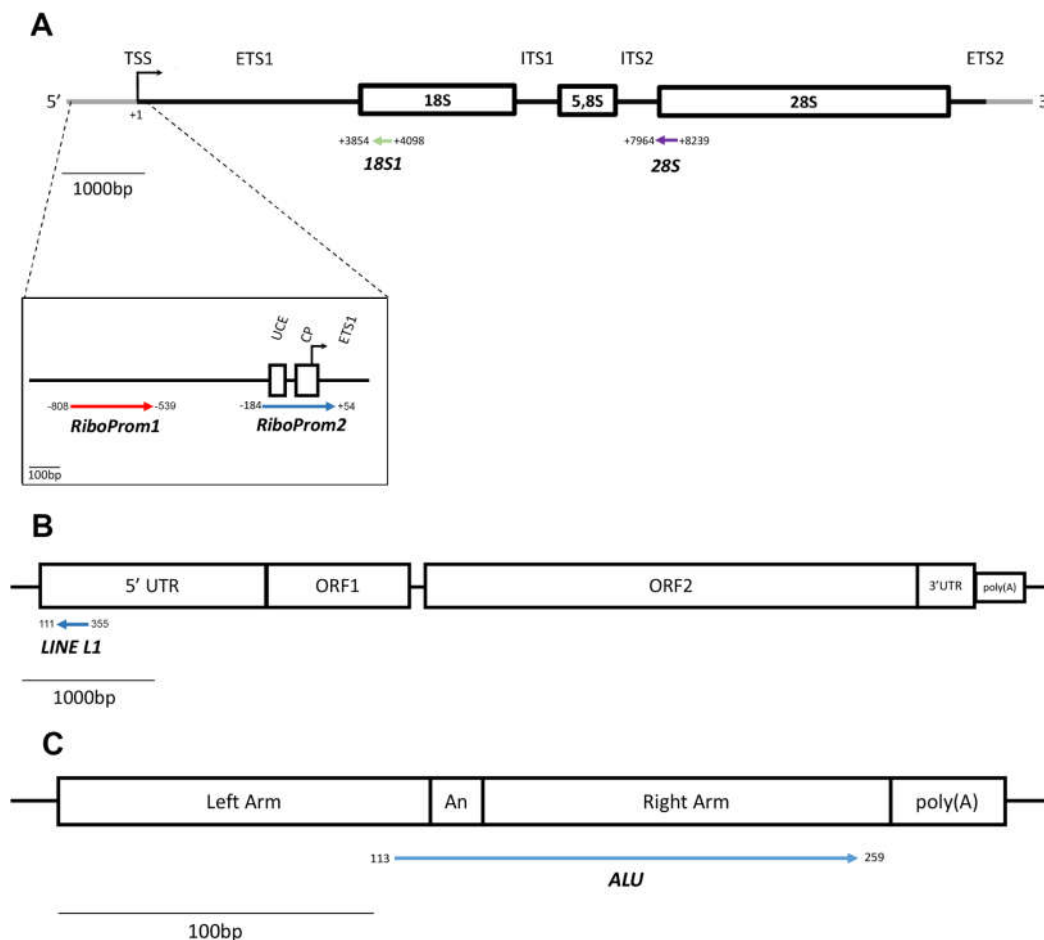 A
TSS ETS1 ITS1 ITS2 ETS2
5’ 18S 5,8S 28S 3’
+1
+3854 +4098 +7964 +8239
18S1 28S
1000bp
UCE CP ETS1
-808 -539 -184 +54
RiboProm1 RiboProm2
100bp
B
5’ UTR ORF1 ORF2 3’UTR poly(A)
111 355
LINE L1
1000bp
C
Left Arm An Right Arm poly(A)
113 259
ALU
100bp